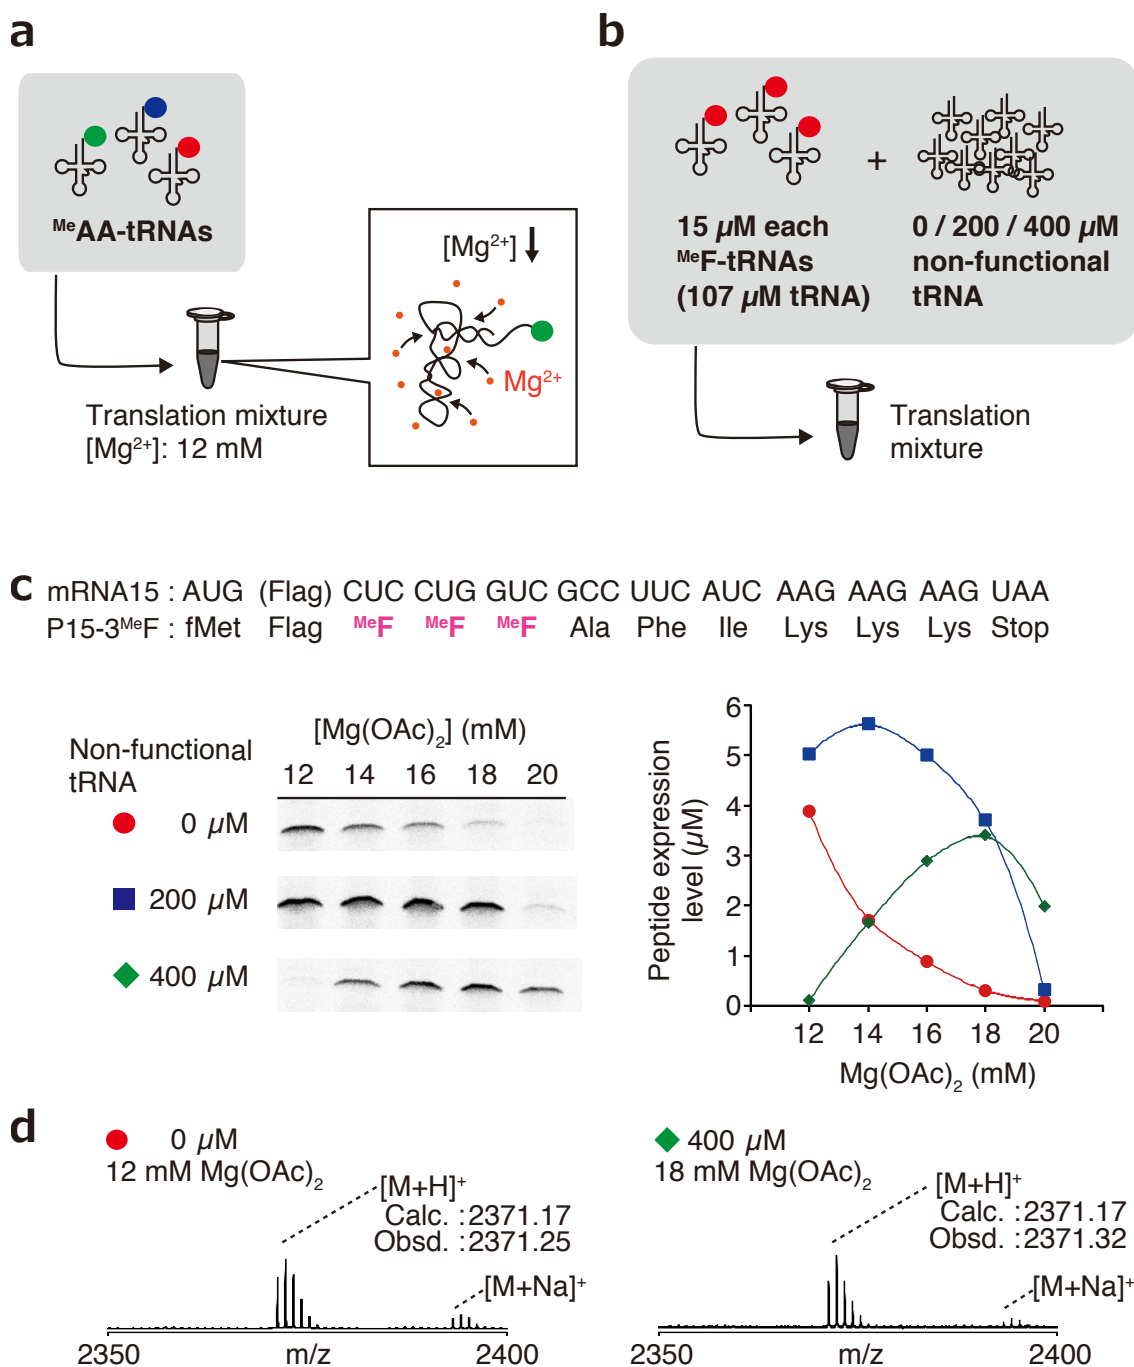 a
MeAA-tRNAs
Translation mixture
[Mg2+]: 12 mM
[Mg2+]
Mg2+
b
+
15 µM each
MeF-tRNAs
(107 µM tRNA)
0 / 200 / 400 µM
non-functional
tRNA
Translation
mixture
c
mRNA15 : AUG (Flag) CUC CUG GUC GCC UUC AUC AAG AAG AAG UAA
P15-3MeF : fMet Flag MeF MeF MeF Ala Phe Ile Lys Lys Lys Stop
Non-functional
tRNA
[Mg(OAc)2] (mM)
12 14 16 18 20
0 µM
200 µM
400 µM
Peptide expression
level (µM)
6
5
4
3
2
1
0
12 14 16 18 20
Mg(OAc)2 (mM)
d
0 µM
12 mM Mg(OAc)2
[M+H]+
Calc. :2371.17
Obsd. :2371.25
[M+Na]+
2350 m/z 2400
400 µM
18 mM Mg(OAc)2
[M+H]+
Calc. :2371.17
Obsd. :2371.32
[M+Na]+
2350 m/z 2400